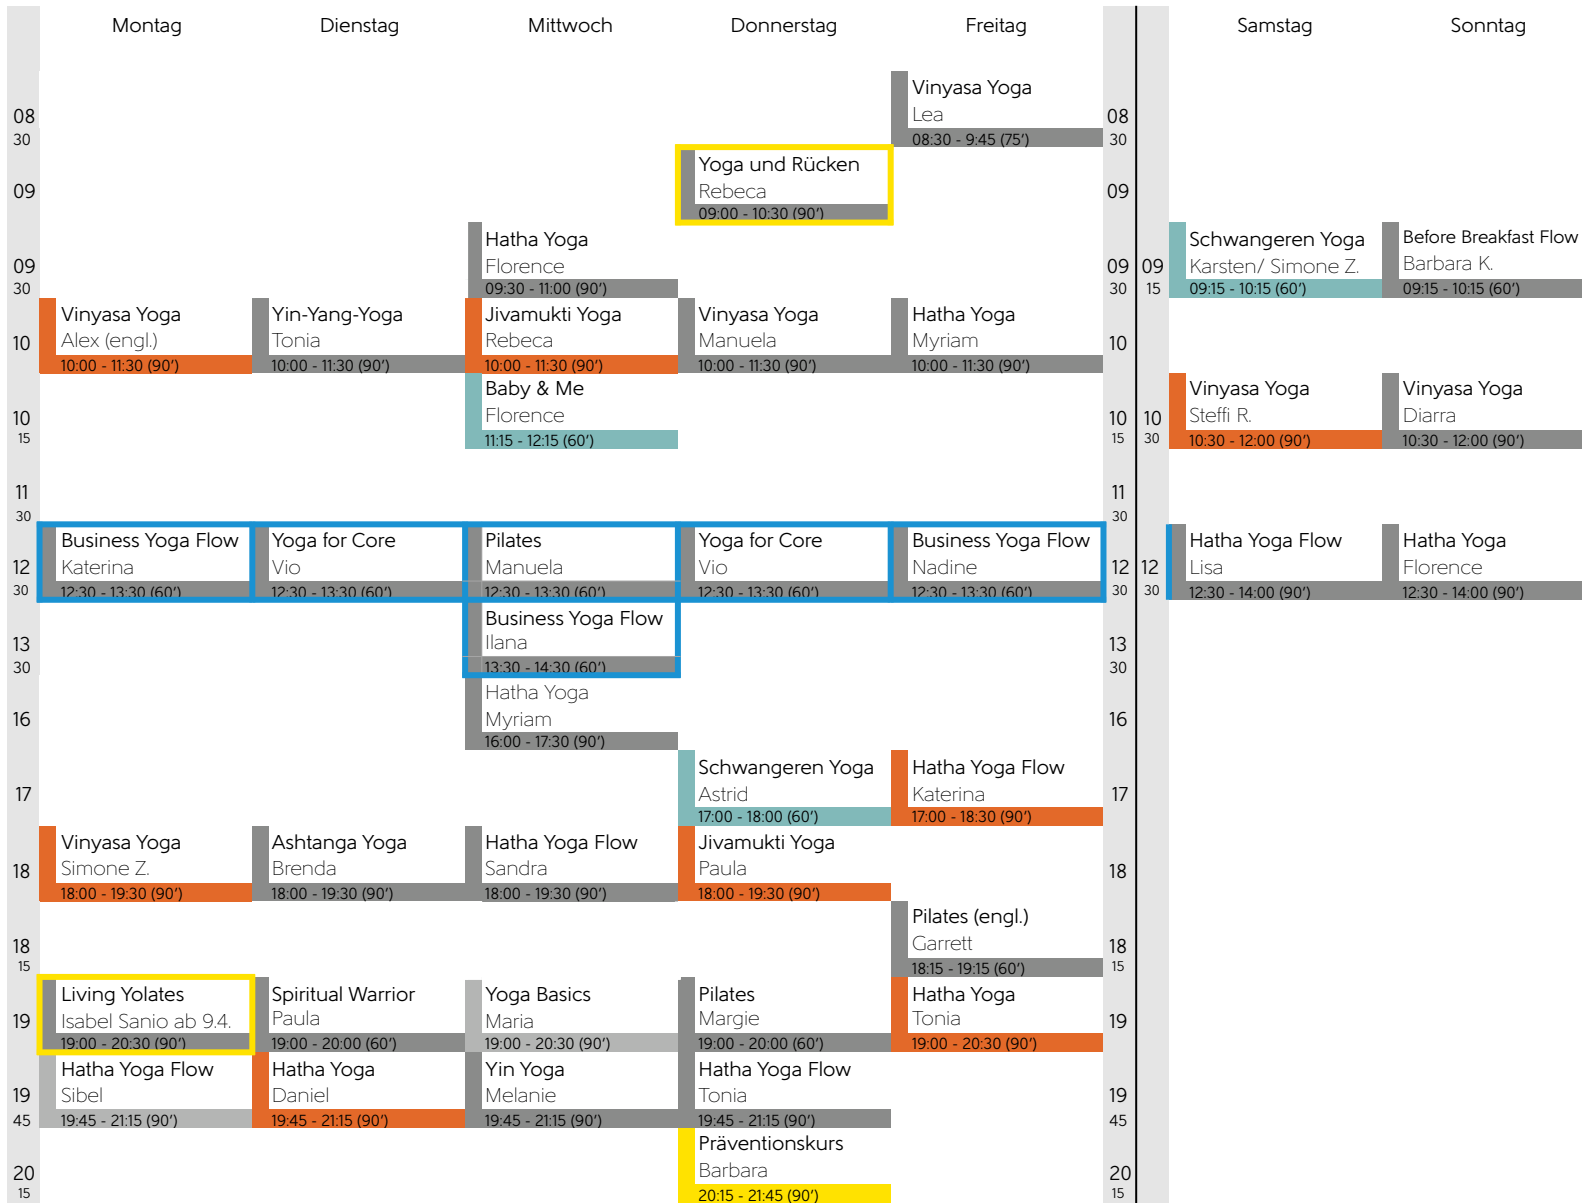 Montag Dienstag Mittwoch Donnerstag Freitag Samstag Sonntag
Vinyasa Yoga
08 Lea 08
30 08:30 - 9:45 (75') 30
Yoga und Rücken
09 Rebeca 09
09:00 - 10:30 (90')
Hatha Yoga Schwangeren Yoga Before Breakfast Flow
09 Florence 09 09 Karsten/ Simone Z. Barbara K.
30 09:30 - 11:00 (90') 30 15 09:15 - 10:15 (60') 09:15 - 10:15 (60')
Vinyasa Yoga Yin-Yang-Yoga Jivamukti Yoga Vinyasa Yoga Hatha Yoga
10 Alex (engl.) Tonia Rebeca Manuela Myriam 10
10:00 - 11:30 (90') 10:00 - 11:30 (90') 10:00 - 11:30 (90') 10:00 - 11:30 (90') 10:00 - 11:30 (90')
Baby & Me Vinyasa Yoga Vinyasa Yoga
10 Florence 10 10 Steffi R. Diarra
15 11:15 - 12:15 (60') 15 30 10:30 - 12:00 (90') 10:30 - 12:00 (90')
11 11
30 30
Business Yoga Flow Yoga for Core Pilates Yoga for Core Business Yoga Flow Hatha Yoga Flow Hatha Yoga
12 Katerina Vio Manuela Vio Nadine 12 12 Lisa Florence
30 12:30 - 13:30 (60') 12:30 - 13:30 (60') 12:30 - 13:30 (60') 12:30 - 13:30 (60') 12:30 - 13:30 (60') 30 30 12:30 - 14:00 (90') 12:30 - 14:00 (90')
Business Yoga Flow
13 Ilana 13
30 13:30 - 14:30 (60') 30
Hatha Yoga
16 Myriam 16
16:00 - 17:30 (90')
Schwangeren Yoga Hatha Yoga Flow
17 Astrid Katerina 17
17:00 - 18:00 (60') 17:00 - 18:30 (90')
Vinyasa Yoga Ashtanga Yoga Hatha Yoga Flow Jivamukti Yoga
18 Simone Z. Brenda Sandra Paula 18
18:00 - 19:30 (90') 18:00 - 19:30 (90') 18:00 - 19:30 (90') 18:00 - 19:30 (90')
Pilates (engl.)
18 Garrett 18
15 18:15 - 19:15 (60') 15
Living Yolates Spiritual Warrior Yoga Basics Pilates Hatha Yoga
19 Isabel Sanio ab 9.4. Paula Maria Margie Tonia 19
19:00 - 20:30 (90') 19:00 - 20:00 (60') 19:00 - 20:30 (90') 19:00 - 20:00 (60') 19:00 - 20:30 (90')
Hatha Yoga Flow Hatha Yoga Yin Yoga Hatha Yoga Flow
19 Sibel Daniel Melanie Tonia 19
45 19:45 - 21:15 (90') 19:45 - 21:15 (90') 19:45 - 21:15 (90') 19:45 - 21:15 (90') 45
Präventionskurs
20 Barbara 20
15 20:15 - 21:45 (90') 15